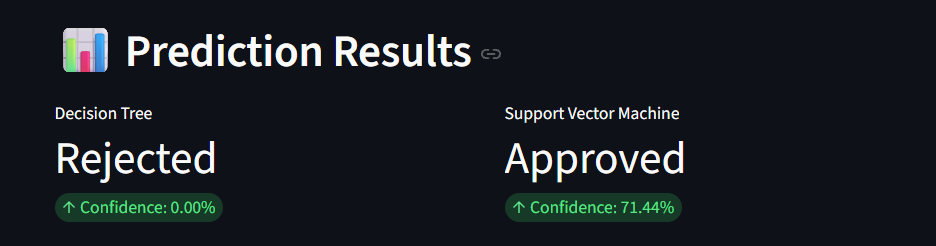 Prediction Results
Decision Tree
Rejected
↑ Confidence: 0.00%
Support Vector Machine
Approved
↑ Confidence: 71.44%